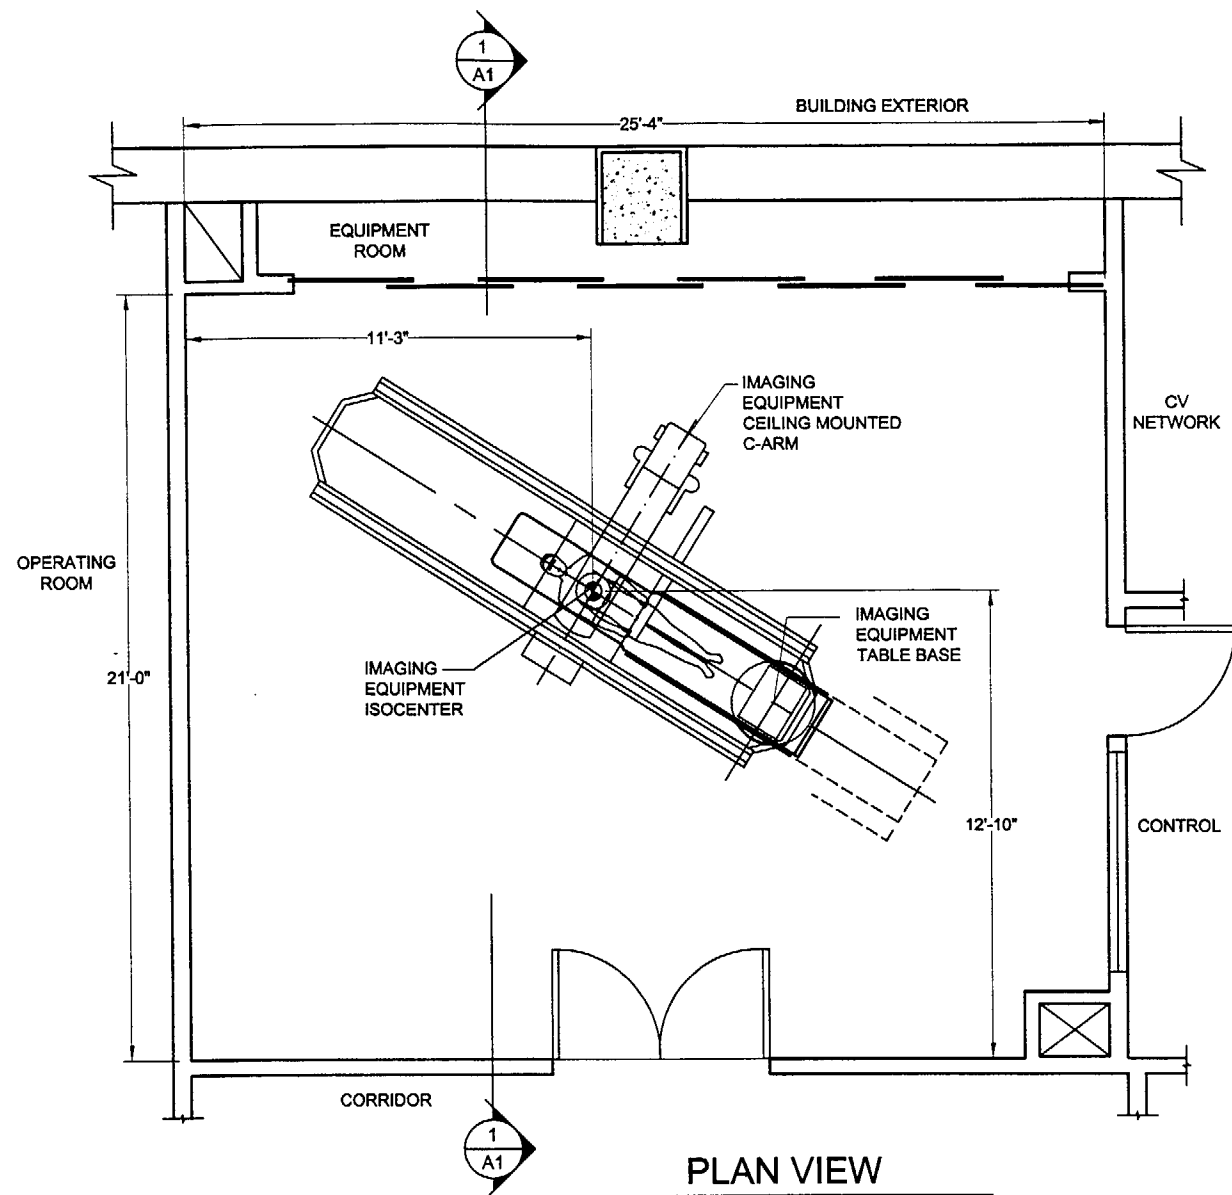 1
A1
BUILDING EXTERIOR
25'-4"
EQUIPMENT
ROOM
11'-3"
IMAGING
EQUIPMENT
CEILING MOUNTED
C-ARM
CV
NETWORK
OPERATING
ROOM
IMAGING
EQUIPMENT
TABLE BASE
IMAGING
EQUIPMENT
ISOCENTER
21'-0"
12'-10"
CONTROL
CORRIDOR
1
A1
PLAN VIEW